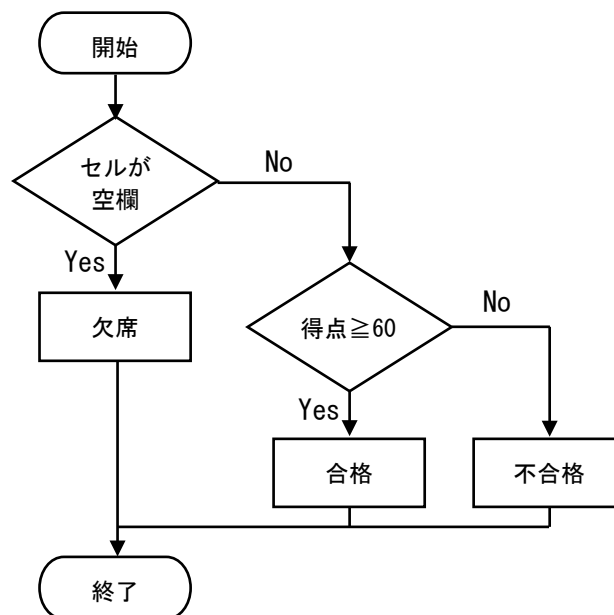 開始
セルが
空欄
No
Yes
欠席
得点≧60
No
Yes
合格
不合格
終了